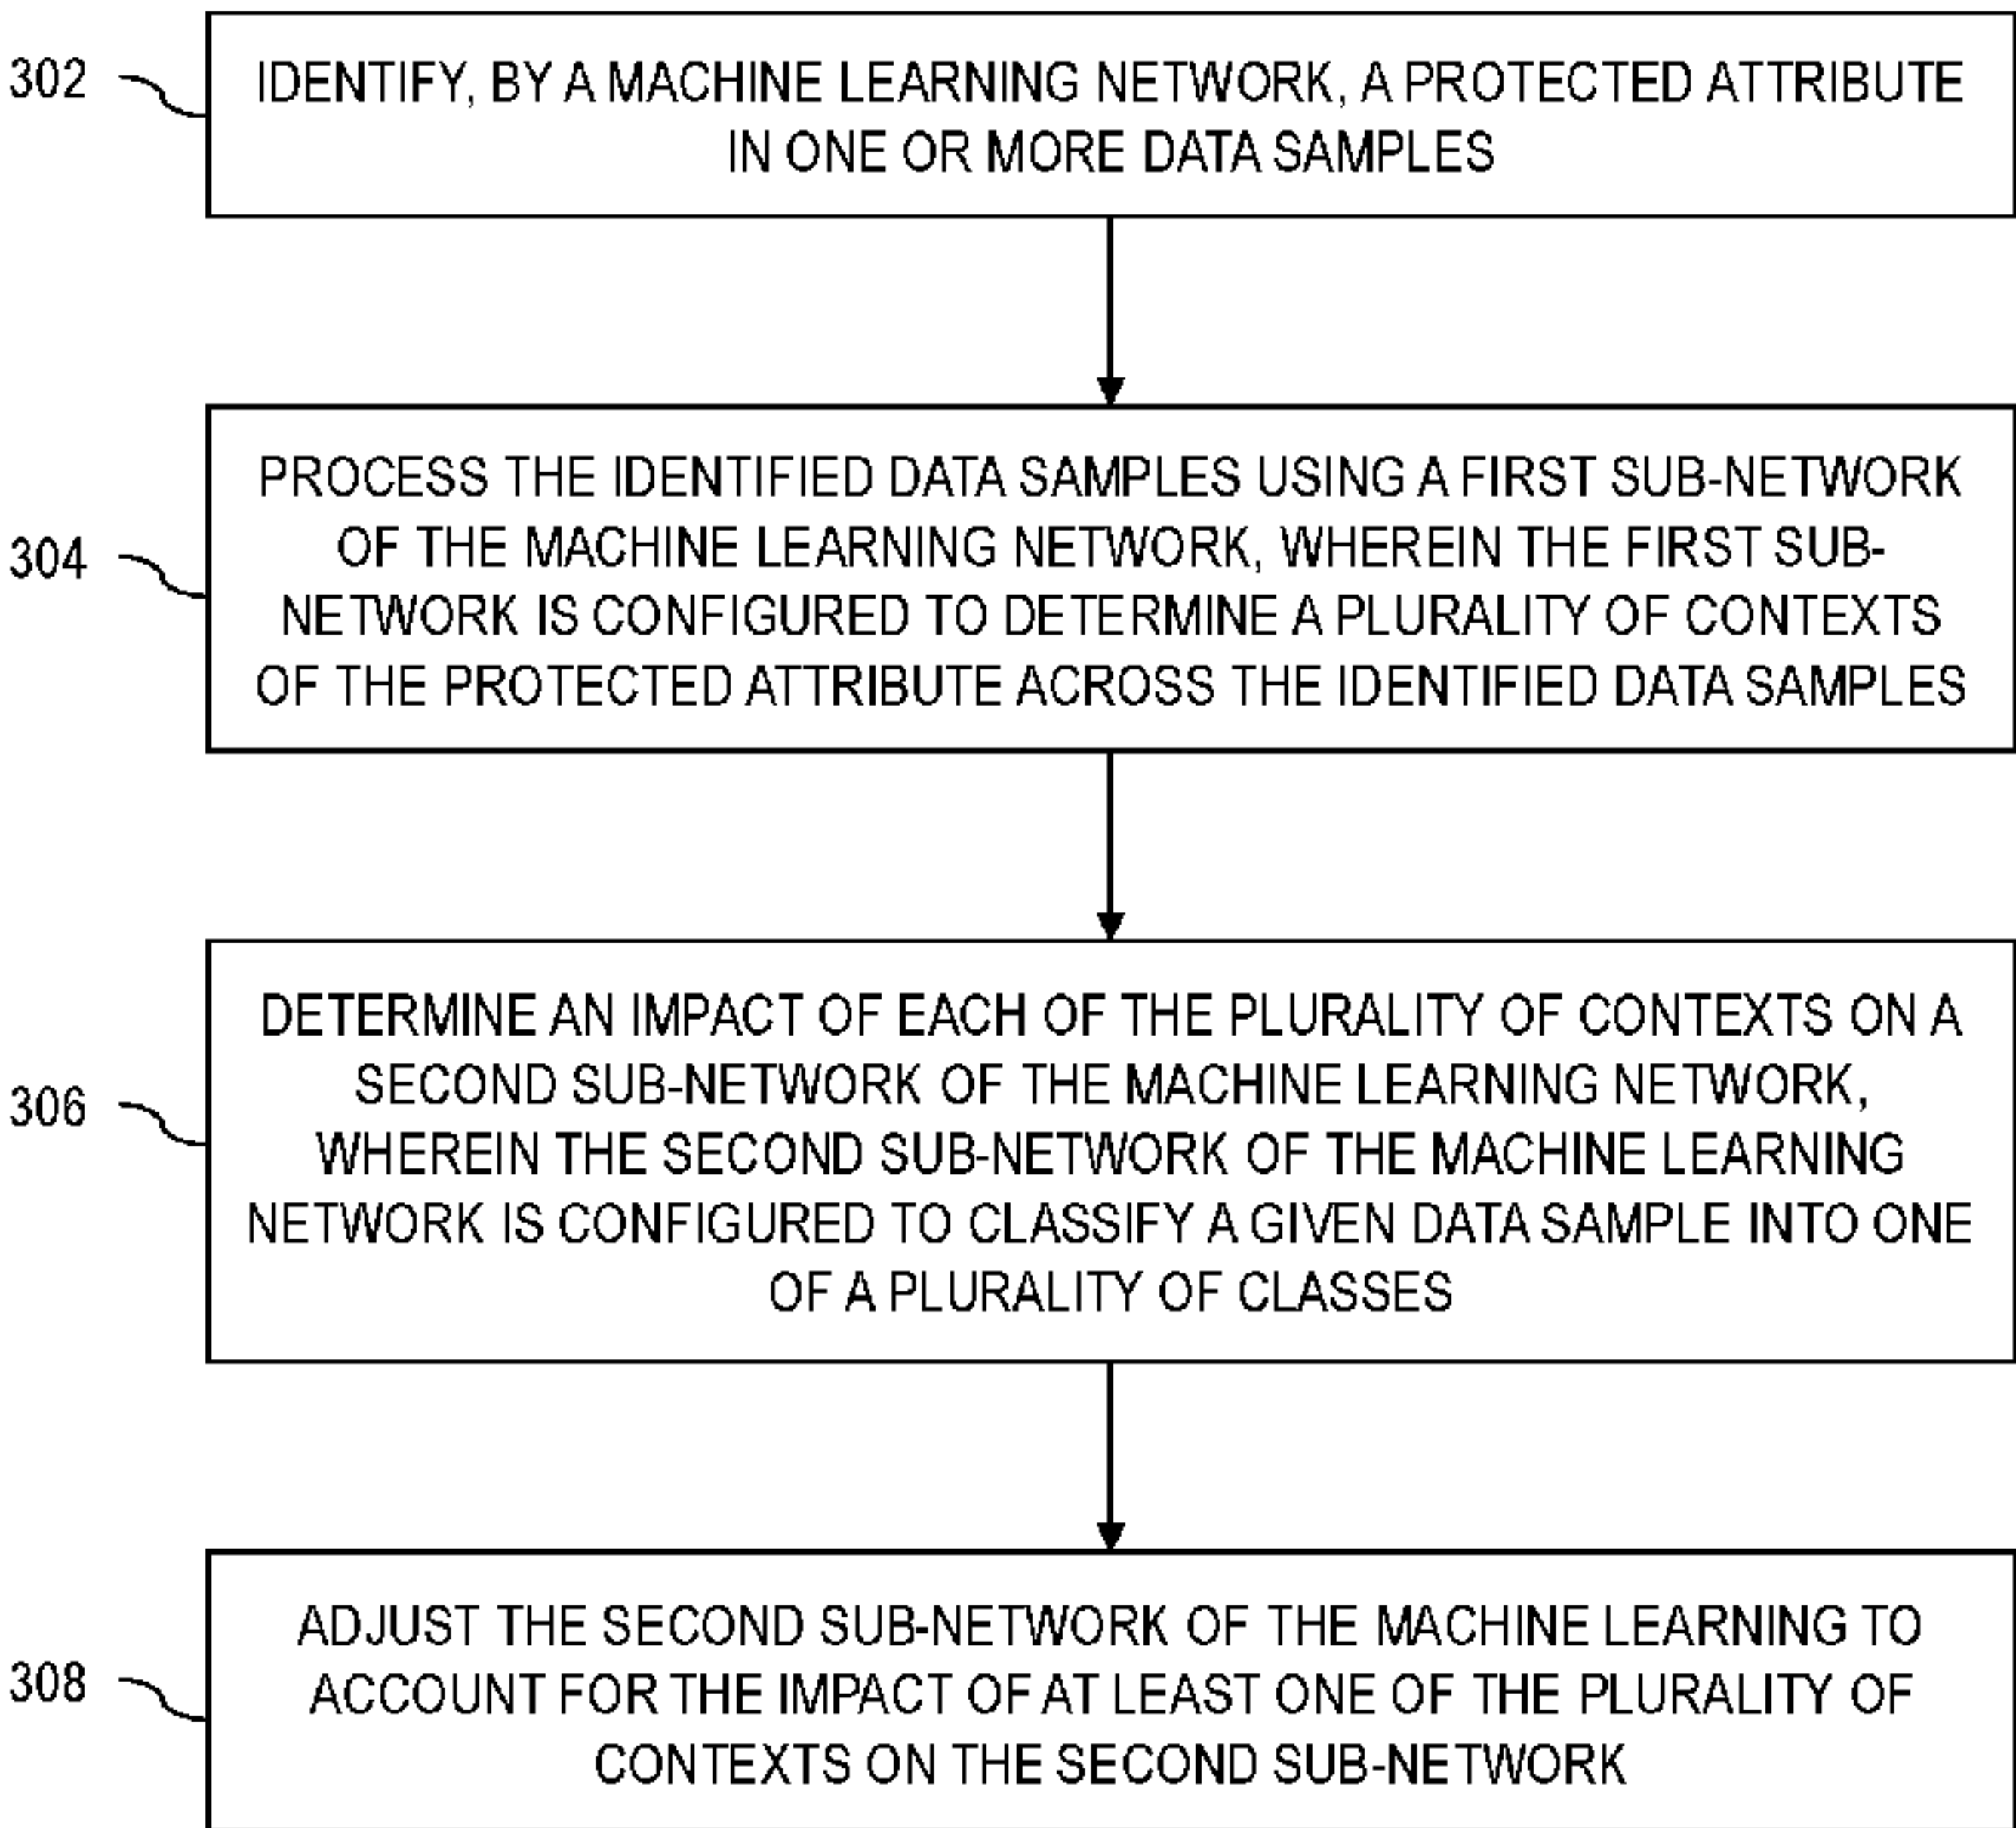 302
IDENTIFY, BY A MACHINE LEARNING NETWORK, A PROTECTED ATTRIBUTE
IN ONE OR MORE DATA SAMPLES
304
PROCESS THE IDENTIFIED DATA SAMPLES USING A FIRST SUB-NETWORK
OF THE MACHINE LEARNING NETWORK, WHEREIN THE FIRST SUB-
NETWORK IS CONFIGURED TO DETERMINE A PLURALITY OF CONTEXTS
OF THE PROTECTED ATTRIBUTE ACROSS THE IDENTIFIED DATA SAMPLES
306
DETERMINE AN IMPACT OF EACH OF THE PLURALITY OF CONTEXTS ON A
SECOND SUB-NETWORK OF THE MACHINE LEARNING NETWORK,
WHEREIN THE SECOND SUB-NETWORK OF THE MACHINE LEARNING
NETWORK IS CONFIGURED TO CLASSIFY A GIVEN DATA SAMPLE INTO ONE
OF A PLURALITY OF CLASSES
308
ADJUST THE SECOND SUB-NETWORK OF THE MACHINE LEARNING TO
ACCOUNT FOR THE IMPACT OF AT LEAST ONE OF THE PLURALITY OF
CONTEXTS ON THE SECOND SUB-NETWORK